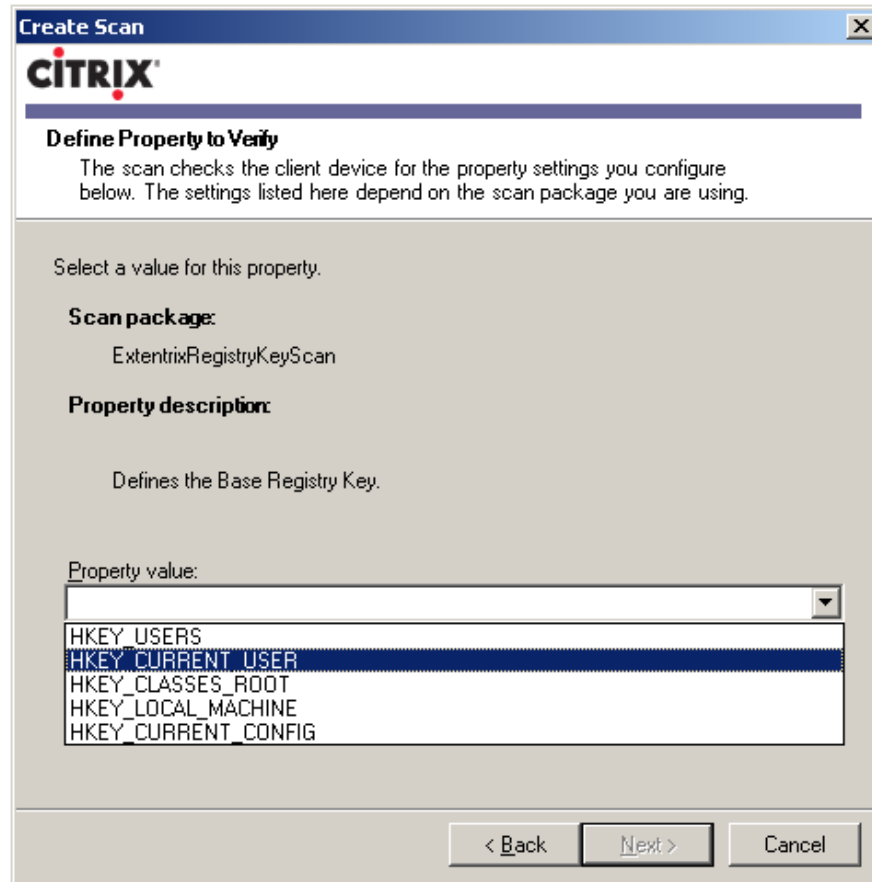 Create Scan
CITRIX
Define Property to Verify
The scan checks the client device for the property settings you configure
below. The settings listed here depend on the scan package you are using.
Select a value for this property.
Scan package:
ExtentrixRegistryKeyScan
Property description:
Defines the Base Registry Key.
Property value:
HKEY_USERS
HKEY_CURRENT_USER
HKEY_CLASSES_ROOT
HKEY_LOCAL_MACHINE
HKEY_CURRENT_CONFIG
< Back Next > Cancel